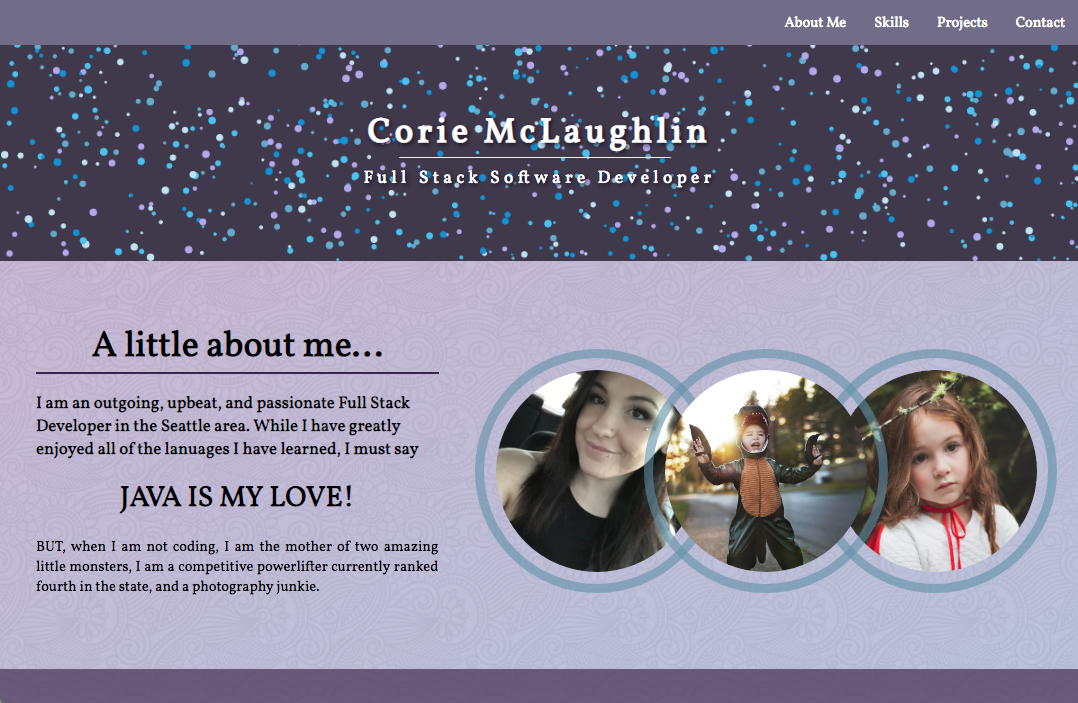 About Me Skills Projects Contact
Corie McLaughlin
Full Stack Software Developer
A little about me...
I am an outgoing, upbeat, and passionate Full Stack
Developer in the Seattle area. While I have greatly
enjoyed all of the lanuages I have learned, I must say
JAVA IS MY LOVE!
BUT, when I am not coding, I am the mother of two amazing
little monsters, I am a competitive powerlifter currently ranked
fourth in the state, and a photography junkie.